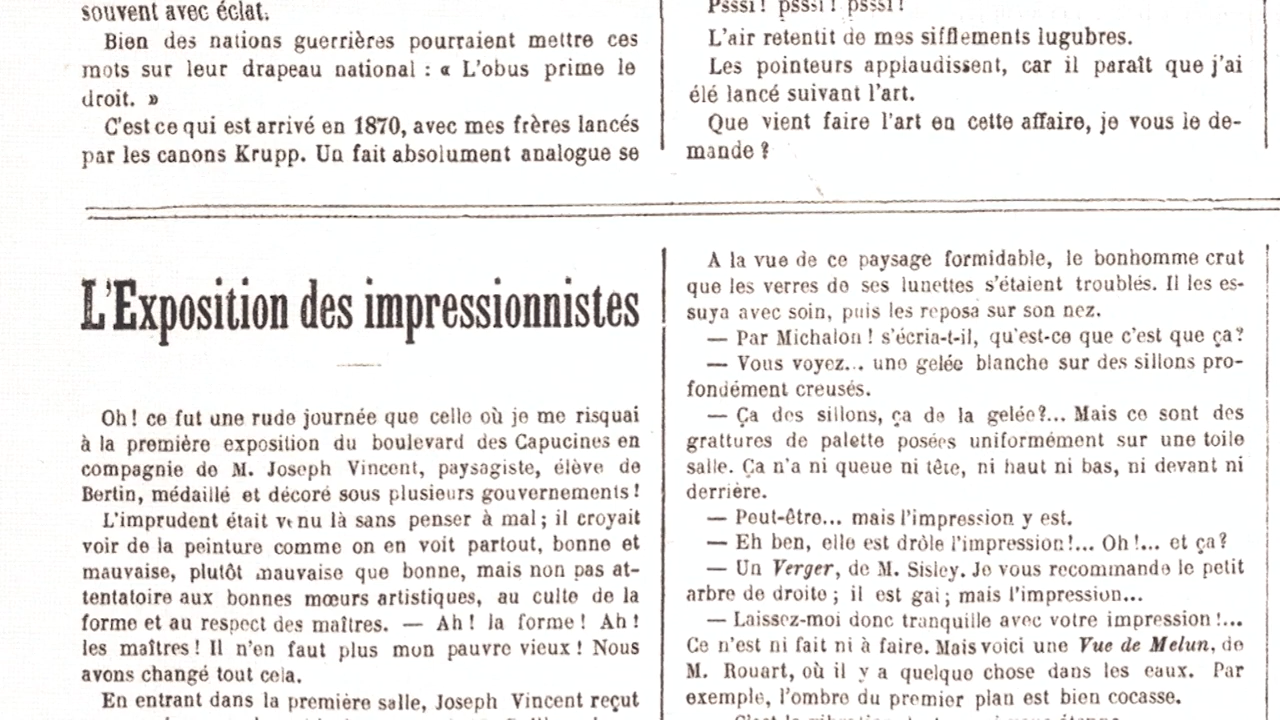 souvent avec éclat.
Bien des nations guerrières pourraient mettre ces
mots sur leur drapeau national : « L'obus prime le
droit. »
C'est ce qui est arrivé en 1870, avec mes frères lancés
par les canons Krupp. Un fait absolument analogue se
Psssi ! psssi ! psssi !
L'air retentit de mes sifflements lugubres.
Les pointeurs applaudissent, car il paraît que j'ai
élé lancé suivant l'art.
Que vient faire l'art en cette affaire, je vous le de-
mande ?
L'Exposition des impressionnistes
Oh ! ce fut une rude journée que celle où je me risquai
à la première exposition du boulevard des Capucines en
compagnie de M. Joseph Vincent, paysagiste, élève de
Bertin, médaillé et décoré sous plusieurs gouvernements !
L'imprudent était venu là sans penser à mal ; il croyait
voir de la peinture comme on en voit partout, bonne et
mauvaise, plutôt mauvaise que bonne, mais non pas at-
tentatoire aux bonnes mœurs artistiques, au culte de la
forme et au respect des maîtres. — Ah ! la forme ! Ah !
les maîtres ! Il n'en faut plus mon pauvre vieux ! Nous
avons changé tout cela.
En entrant dans la première salle, Joseph Vincent reçut
A la vue de ce paysage formidable, le bonhomme crut
que les verres de ses lunettes s'étaient troublés. Il les es-
suya avec soin, puis les reposa sur son nez.
— Par Michalon ! s'écria-t-il, qu'est-ce que c'est que ça ?
— Vous voyez... une gelée blanche sur des sillons pro-
fondément creusés.
— Ça des sillons, ça de la gelée ?... Mais ce sont des
grattures de palette posées uniformément sur une toile
salle. Ça n'a ni queue ni tête, ni haut ni bas, ni devant ni
derrière.
— Peut-être... mais l'impression y est.
— Eh ben, elle est drôle l'impression !... Oh !... et ça ?
— Un Verger, de M. Sisley. Je vous recommande le petit
arbre de droite ; il est gai ; mais l'impression...
— Laissez-moi donc tranquille avec votre impression !...
Ce n'est ni fait ni à faire. Mais voici une Vue de Melun, de
M. Rouart, où il y a quelque chose dans les eaux. Par
exemple, l'ombre du premier plan est bien cocasse.